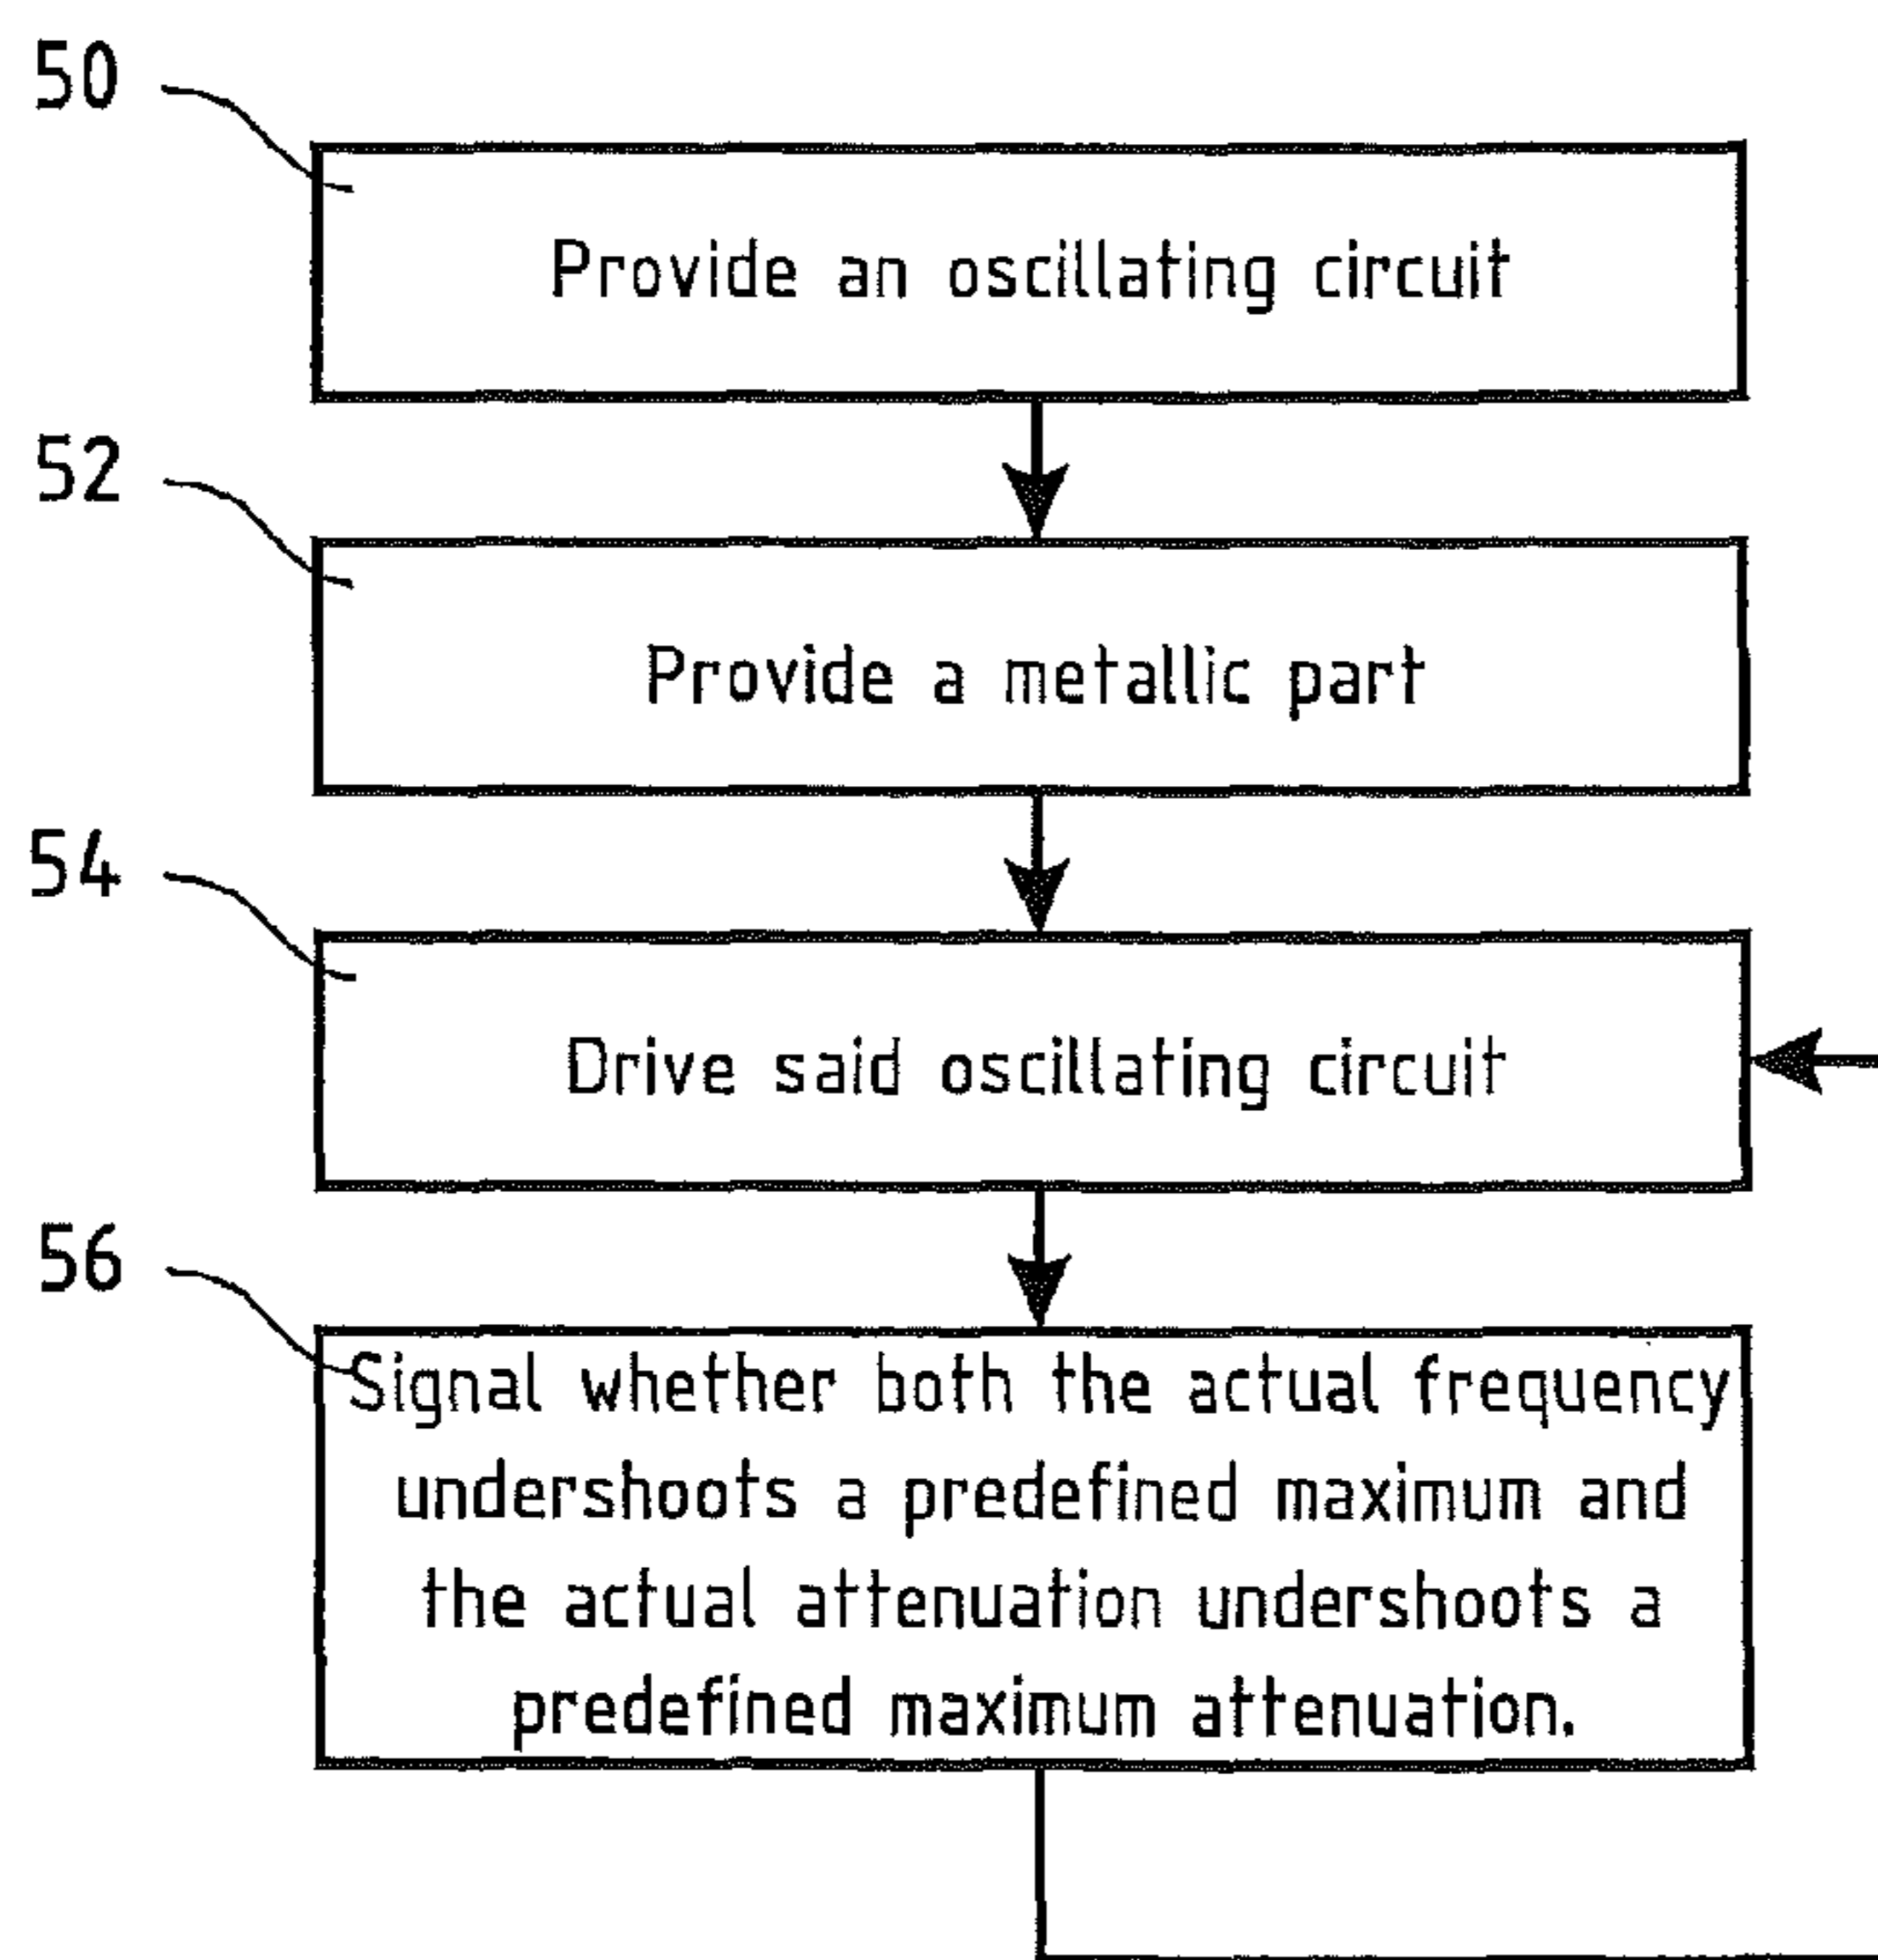 50
Provide an oscillating circuit
52
Provide a metallic part
54
Drive said oscillating circuit
56
Signal whether both the actual frequency
undershoots a predefined maximum and
the actual attenuation undershoots a
predefined maximum attenuation.